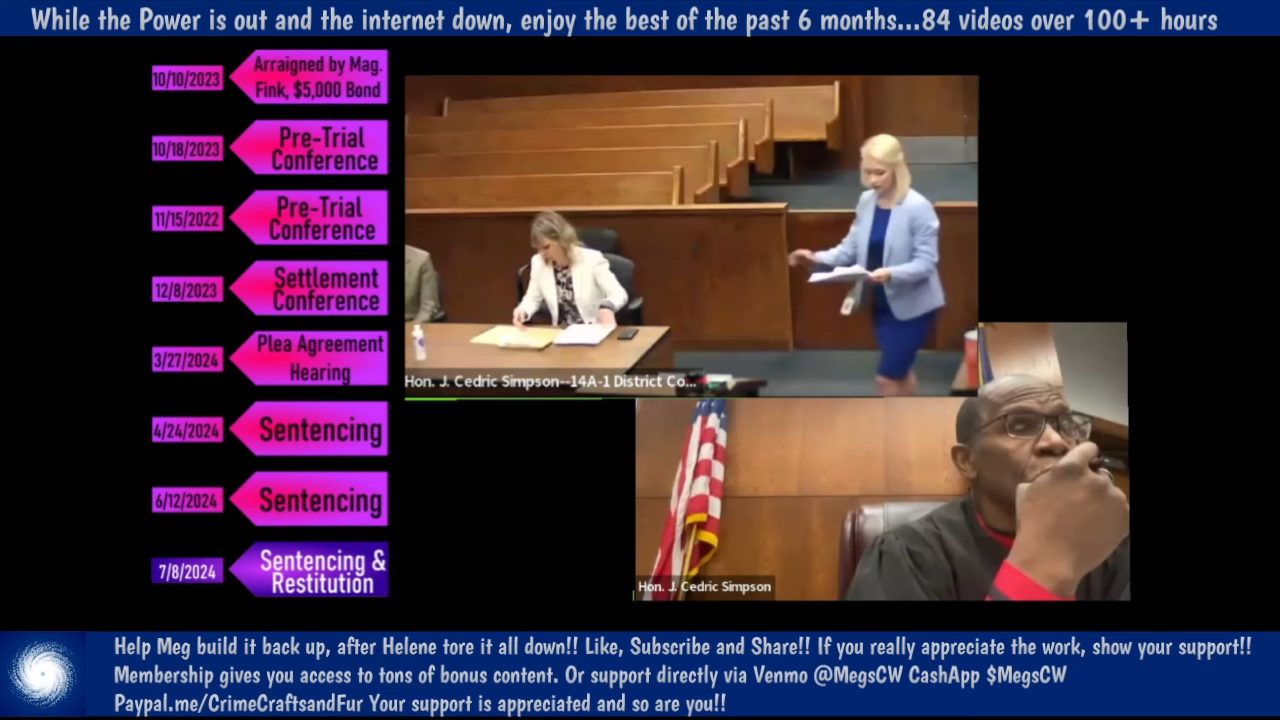 While the Power is out and the internet down, enjoy the best of the past 6 months...84 videos over 100+ hours
10/10/2023
Arraigned by Mag.
Fink, $5,000 Bond
10/18/2023
Pre-Trial
Conference
11/15/2022
Pre-Trial
Conference
12/8/2023
Settlement
Conference
3/27/2024
Plea Agreement
Hearing
4/24/2024
Sentencing
6/12/2024
Sentencing
7/8/2024
Sentencing &
Restitution
Hon. J. Cedric Simpson--14A-1 District Co...
Hon. J. Cedric Simpson
Help Meg build it back up, after Helene tore it all down!! Like, Subscribe and Share!! If you really appreciate the work, show your support!!
Membership gives you access to tons of bonus content. Or support directly via Venmo @MegsCW CashApp $MegsCW
Paypal.me/CrimeCraftsandFur Your support is appreciated and so are you!!